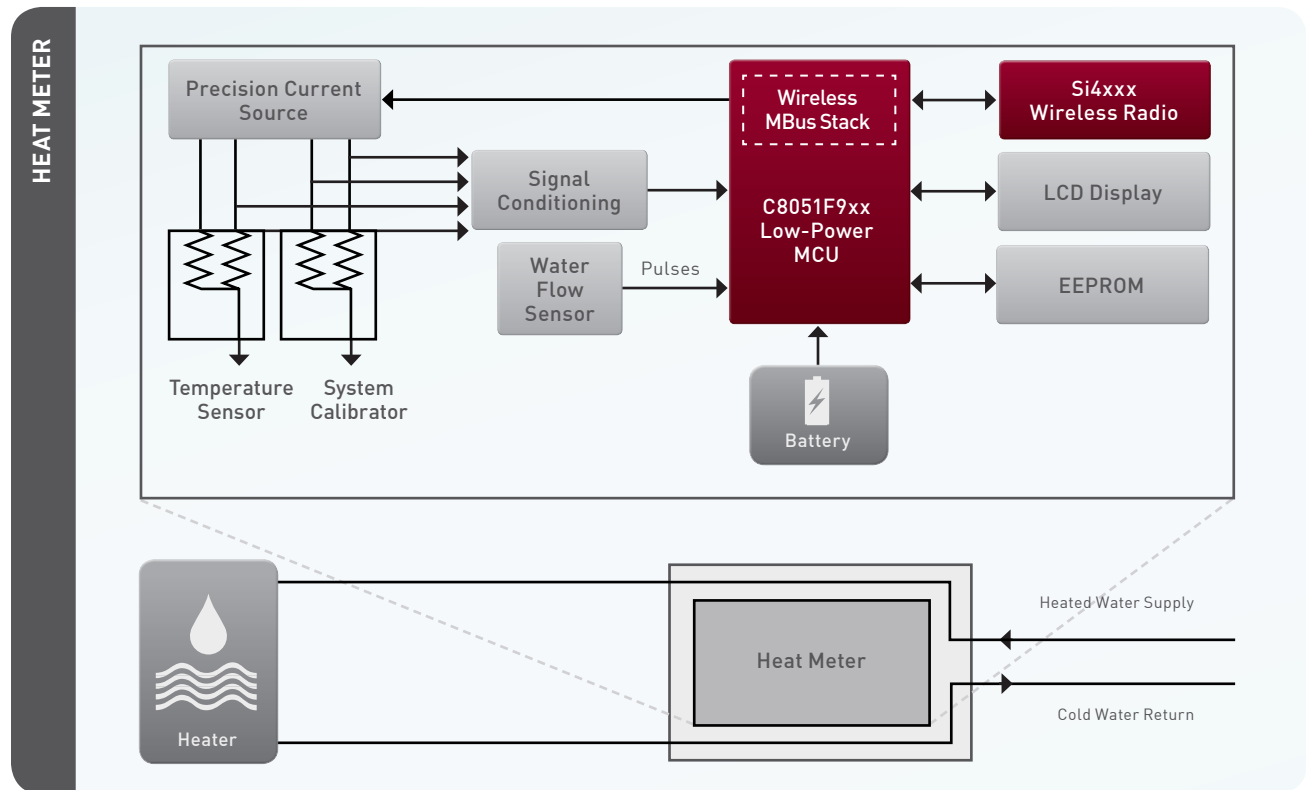 HEAT METER
Precision Current
Source
Wireless
MBus Stack
Si4xxx
Wireless Radio
Signal
Conditioning
LCD Display
C8051F9xx
Low-Power
MCU
Water
Flow
Sensor
Pulses
EEPROM
Temperature
Sensor
System
Calibrator
Battery
Heated Water Supply
Heat Meter
Cold Water Return
Heater